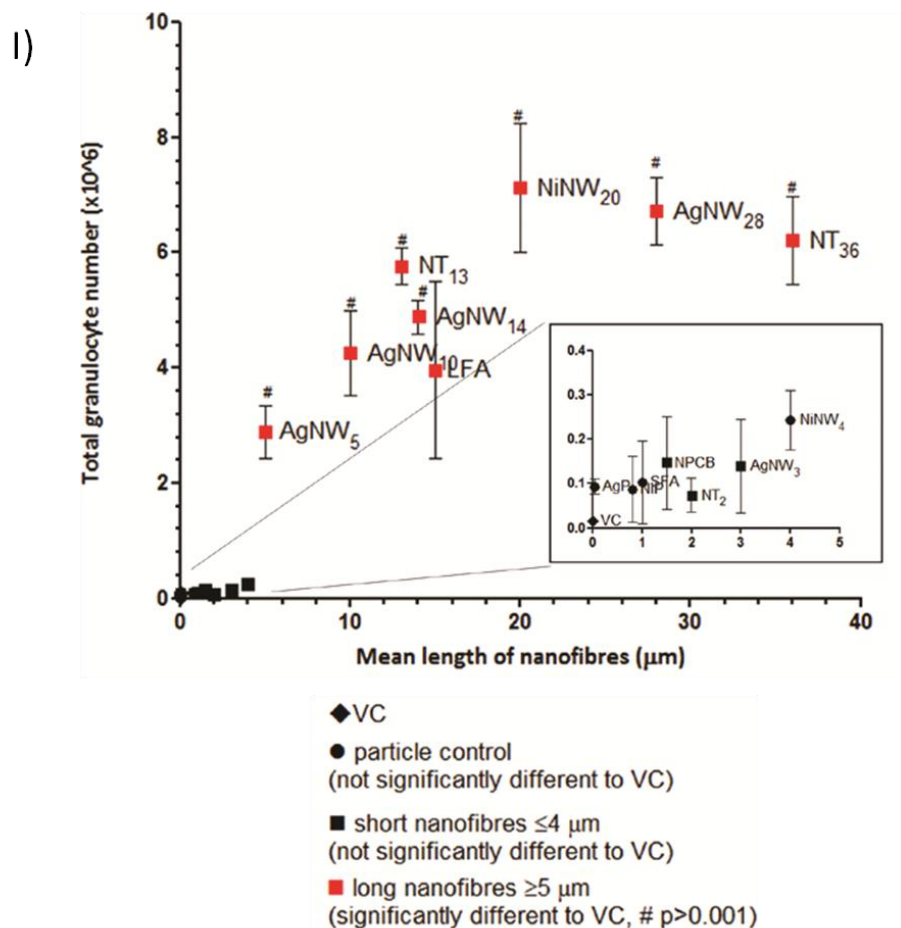 I)
10
8
6
4
2
0
Total granulocyte number (x10^6)
#
NiNW20
#
AgNW28
#
NT36
#
NT13
#
AgNW14
#
AgNW10
LFA
#
AgNW5
0.4
0.3
0.2
0.1
0.0
NiNW4
NPCB
AgNW3
AgP
NiP
SFA
NT2
VC
0 1 2 3 4 5
0 10 20 30 40
Mean length of nanofibres (μm)
VC
particle control
(not significantly different to VC)
short nanofibres ≤4 μm
(not significantly different to VC)
long nanofibres ≥5 μm
(significantly different to VC, # p>0.001)